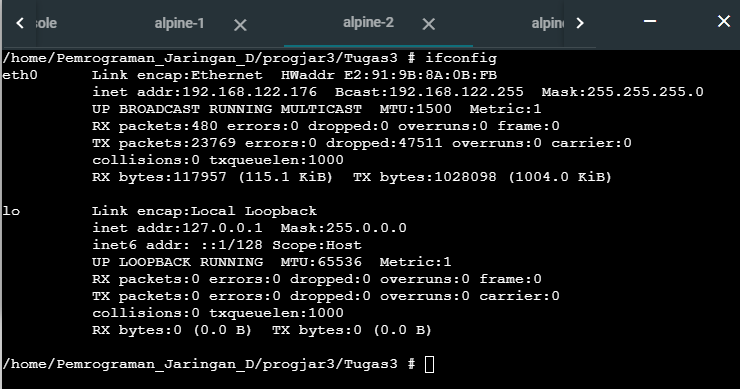 sole alpine-1 alpine-2 alpin
/home/Pemrograman_Jaringan_D/progjar3/Tugas3 # ifconfig
eth0      Link encap:Ethernet  HWaddr E2:91:9B:8A:0B:FB
          inet addr:192.168.122.176  Bcast:192.168.122.255  Mask:255.255.255.0
          UP BROADCAST RUNNING MULTICAST  MTU:1500  Metric:1
          RX packets:480 errors:0 dropped:0 overruns:0 frame:0
          TX packets:23769 errors:0 dropped:47511 overruns:0 carrier:0
          collisions:0 txqueuelen:1000
          RX bytes:117957 (115.1 KiB)  TX bytes:1028098 (1004.0 KiB)

lo        Link encap:Local Loopback
          inet addr:127.0.0.1  Mask:255.0.0.0
          inet6 addr: ::1/128 Scope:Host
          UP LOOPBACK RUNNING  MTU:65536  Metric:1
          RX packets:0 errors:0 dropped:0 overruns:0 frame:0
          TX packets:0 errors:0 dropped:0 overruns:0 carrier:0
          collisions:0 txqueuelen:1000
          RX bytes:0 (0.0 B)  TX bytes:0 (0.0 B)

/home/Pemrograman_Jaringan_D/progjar3/Tugas3 #